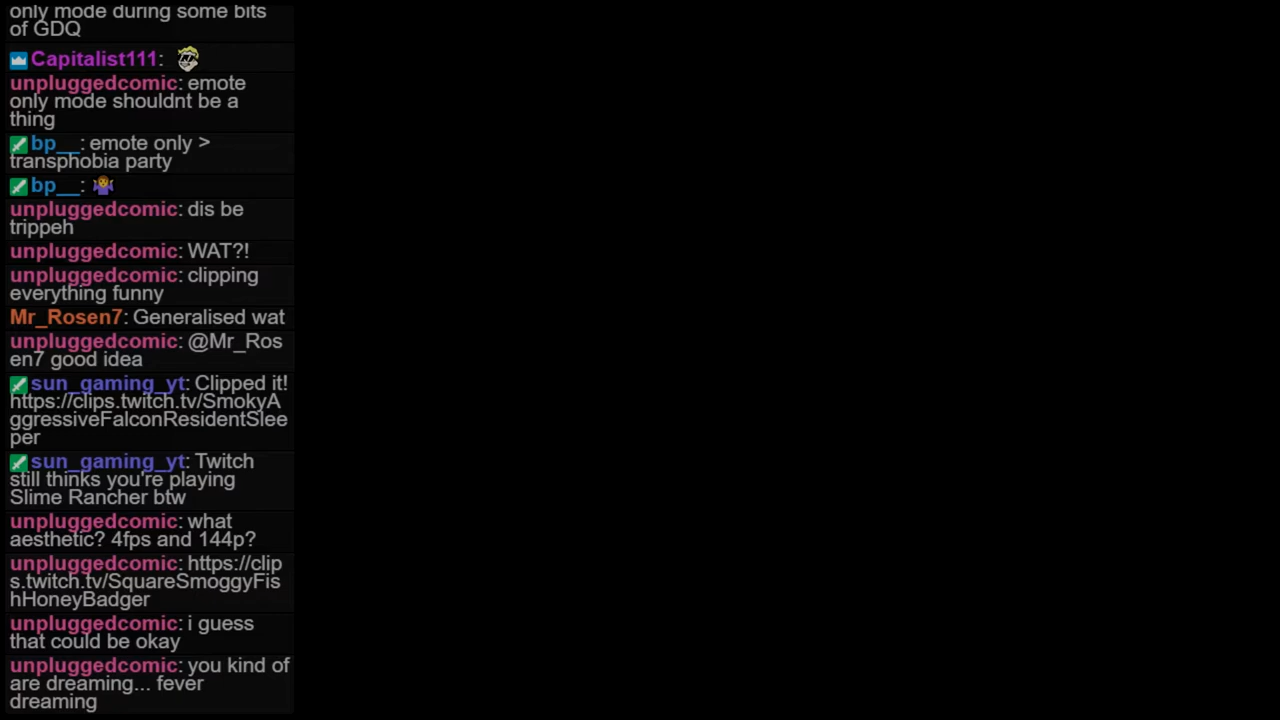 only mode during some bits
of GDQ
Capitalist111:
unpluggedcomic: emote
only mode shouldnt be a
thing
bp__: emote only >
transphobia party
bp__:
unpluggedcomic: dis be
trippeh
unpluggedcomic: WAT?!
unpluggedcomic: clipping
everything funny
Mr_Rosen7: Generalised wat
unpluggedcomic: @Mr_Ros
en7 good idea
sun_gaming_yt: Clipped it!
https://clips.twitch.tv/SmokyA
ggressiveFalconResidentSlee
per
sun_gaming_yt: Twitch
still thinks you're playing
Slime Rancher btw
unpluggedcomic: what
aesthetic? 4fps and 144p?
unpluggedcomic: https://clip
s.twitch.tv/SquareSmoggyFis
hHoneyBadger
unpluggedcomic: i guess
that could be okay
unpluggedcomic: you kind of
are dreaming... fever
dreaming